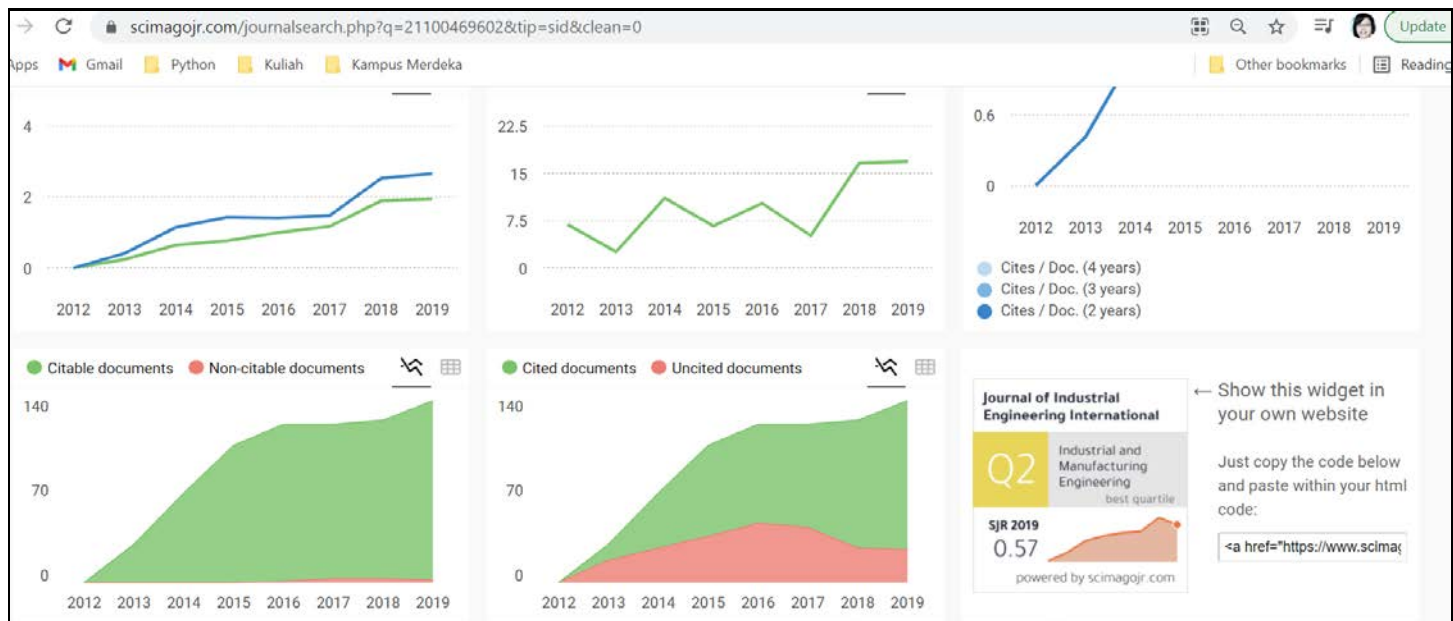 scimagojr.com/journalsearch.php?q=21100469602&tip=sid&clean=0
Update
Apps Gmail Python Kuliah Kampus Merdeka Other bookmarks Reading
4
2
0
2012 2013 2014 2015 2016 2017 2018 2019
22.5
15
7.5
0
2012 2013 2014 2015 2016 2017 2018 2019
0.6
0
2012 2013 2014 2015 2016 2017 2018 2019
Cites / Doc. (4 years)
Cites / Doc. (3 years)
Cites / Doc. (2 years)
Citable documents Non-citable documents
140
70
0
2012 2013 2014 2015 2016 2017 2018 2019
Cited documents Uncited documents
140
70
0
2012 2013 2014 2015 2016 2017 2018 2019
Journal of Industrial
Engineering International
Q2
Industrial and
Manufacturing
Engineering
best quartile
SJR 2019
0.57
powered by scimagojr.com
← Show this widget in
your own website
Just copy the code below
and paste within your html
code:
<a href="https://www.scimag